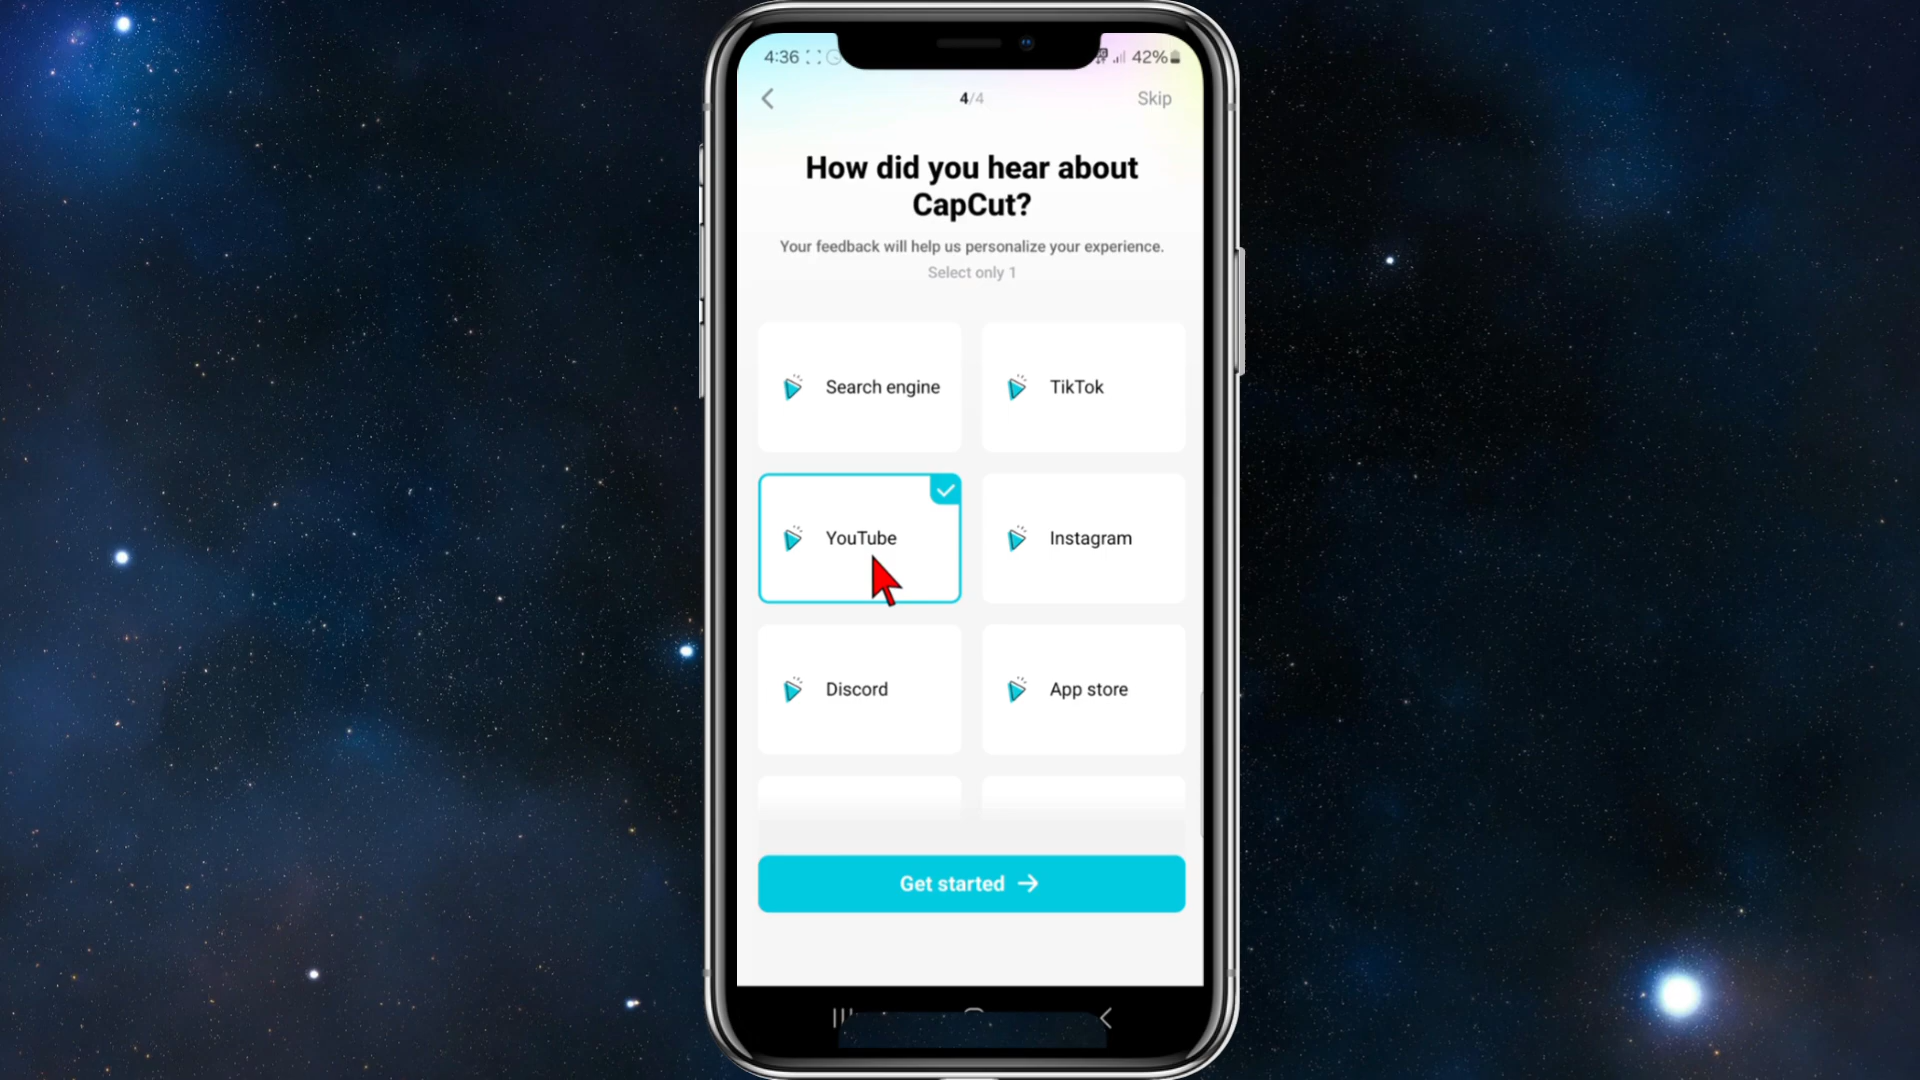 4:36
42%
4/4
Skip
How did you hear about
CapCut?
Your feedback will help us personalize your experience.
Select only 1
Search engine
TikTok
YouTube
Instagram
Discord
App store
Get started